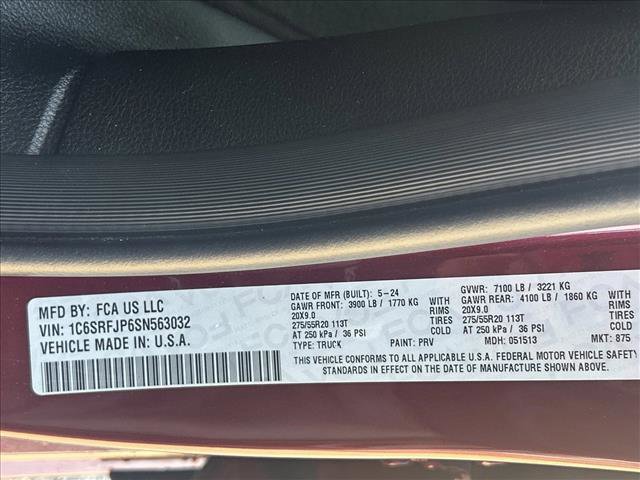 MFD BY: FCA US LLC
VIN: 1C6SRFJP6SN563032
VEHICLE MADE IN: U.S.A.
DATE OF MFR (BUILT): 5-24 GVWR: 7100 LB / 3221 KG
GAWR FRONT: 3900 LB / 1770 KG WITH GAWR REAR: 4100 LB / 1860 KG WITH
20X9.0 RIMS 20X9.0 RIMS
275/55R20 113T TIRES 275/55R20 113T TIRES
AT 250 kPa / 36 PSI COLD AT 250 kPa / 36 PSI COLD
TYPE: TRUCK PAINT: PRV MDH: 051513 MKT: 875
THIS VEHICLE CONFORMS TO ALL APPLICABLE U.S.A. FEDERAL MOTOR VEHICLE SAFETY
STANDARDS IN EFFECT ON THE DATE OF MANUFACTURE SHOWN ABOVE.